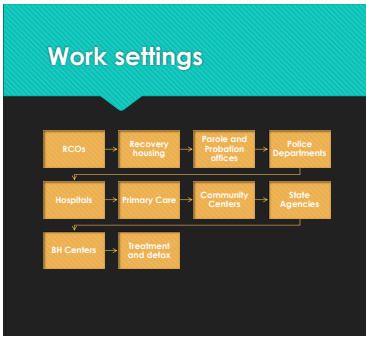 Work settings
RCOs
Recovery
housing
Parole and
Probation
offices
Police
Departments
Hospitals
Primary Care
Community
Centers
State
Agencies
BH Centers
Treatment
and detox